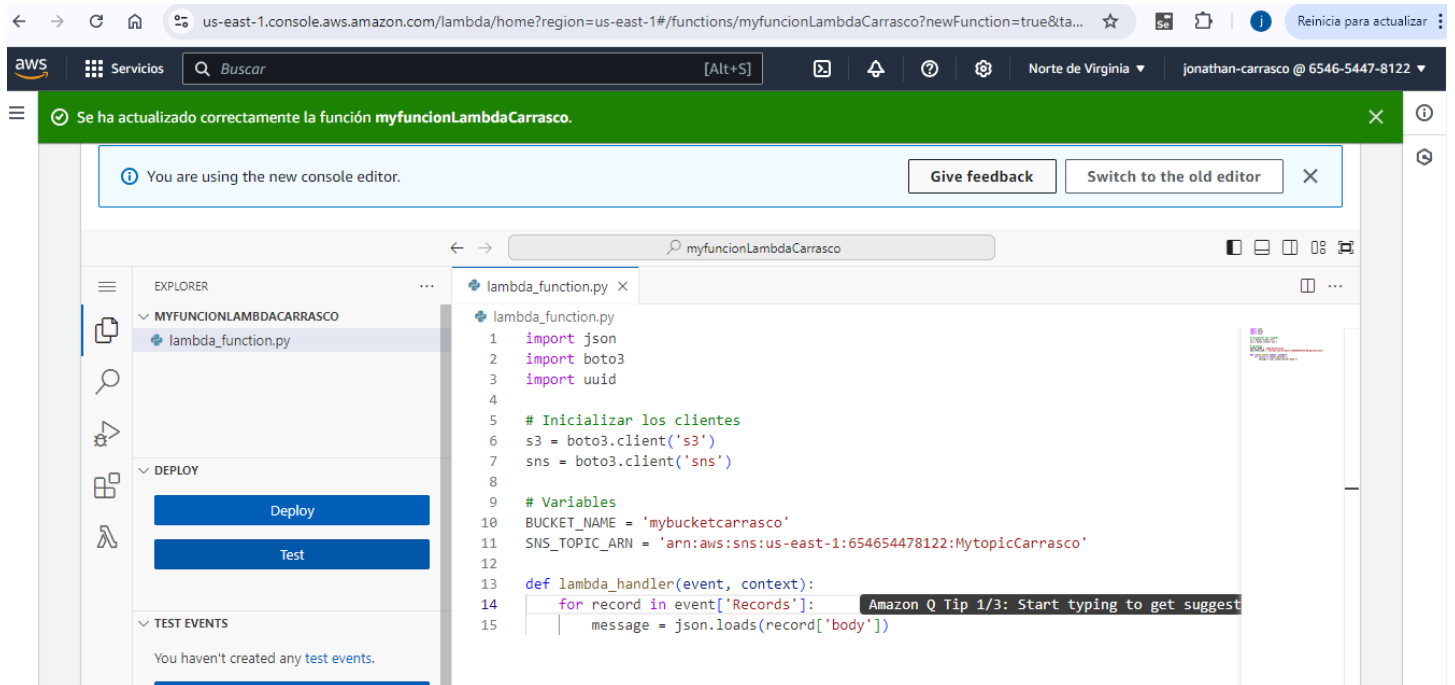 us-east-1.console.aws.amazon.com/lambda/home?region=us-east-1#/functions/myfuncionLambdaCarrasco?newFunction=true&ta...
Se
j
Reinicia para actualizar
aws
Servicios
Buscar
[Alt+S]
Norte de Virginia
jonathan-carrasco @ 6546-5447-8122
Se ha actualizado correctamente la función myfuncionLambdaCarrasco.
You are using the new console editor.
Give feedback
Switch to the old editor
myfuncionLambdaCarrasco
EXPLORER
MYFUNCIONLAMBDACARRASCO
lambda_function.py
DEPLOY
Deploy
Test
TEST EVENTS
You haven't created any test events.
lambda_function.py
lambda_function.py
1 import json
2 import boto3
3 import uuid
4
5 # Inicializar los clientes
6 s3 = boto3.client('s3')
7 sns = boto3.client('sns')
8
9 # Variables
10 BUCKET_NAME = 'mybucketcarrasco'
11 SNS_TOPIC_ARN = 'arn:aws:sns:us-east-1:654654478122:MytopicCarrasco'
12
13 def lambda_handler(event, context):
14 for record in event['Records']: Amazon Q Tip 1/3: Start typing to get suggest
15 message = json.loads(record['body'])